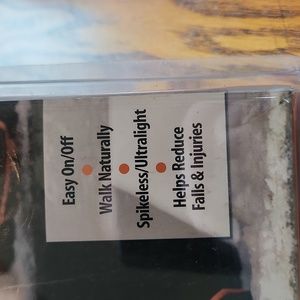 Easy On/Off
Walk Naturally
Spikeless/Ultralight
Helps Reduce
Falls & Injuries